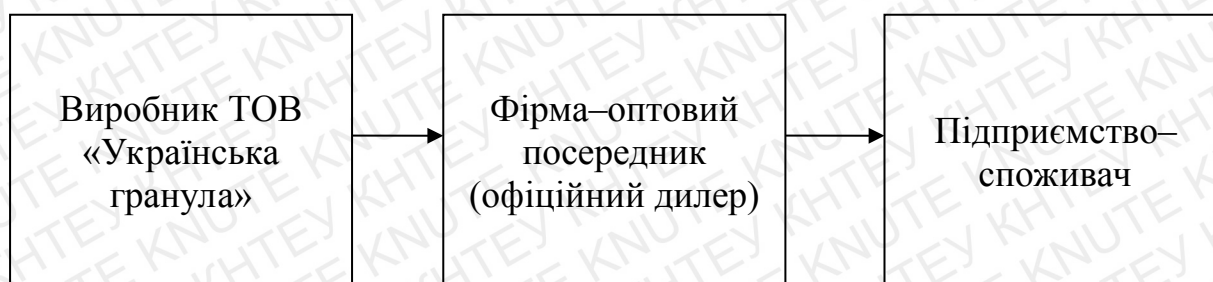 Виробник ТОВ
«Українська
гранула»
Фірма–оптовий
посередник
(офіційний дилер)
Підприємство–
споживач